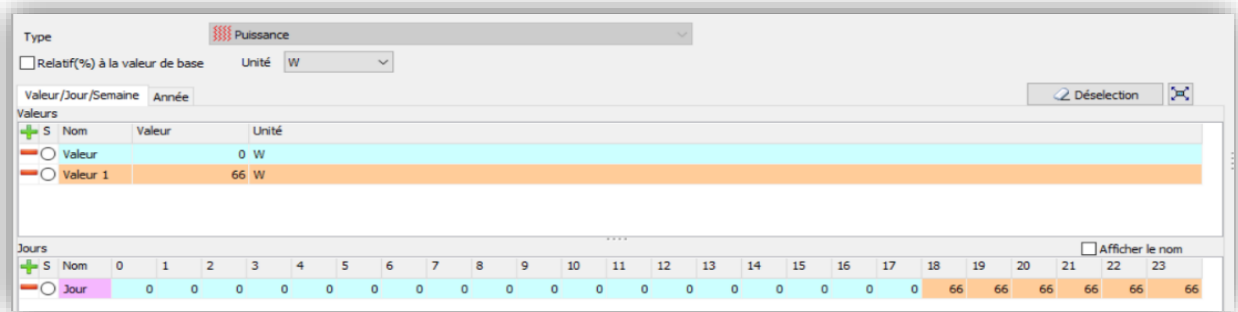 Type Puissance
Relatif(%) à la valeur de base Unité W
Valeur/Jour/Semaine Année Déselection
Valeurs
S Nom Valeur Unité
Valeur 0 W
Valeur 1 66 W
Jours Afficher le nom
S Nom 0 1 2 3 4 5 6 7 8 9 10 11 12 13 14 15 16 17 18 19 20 21 22 23
Jour 0 0 0 0 0 0 0 0 0 0 0 0 0 0 0 0 0 0 66 66 66 66 66 66